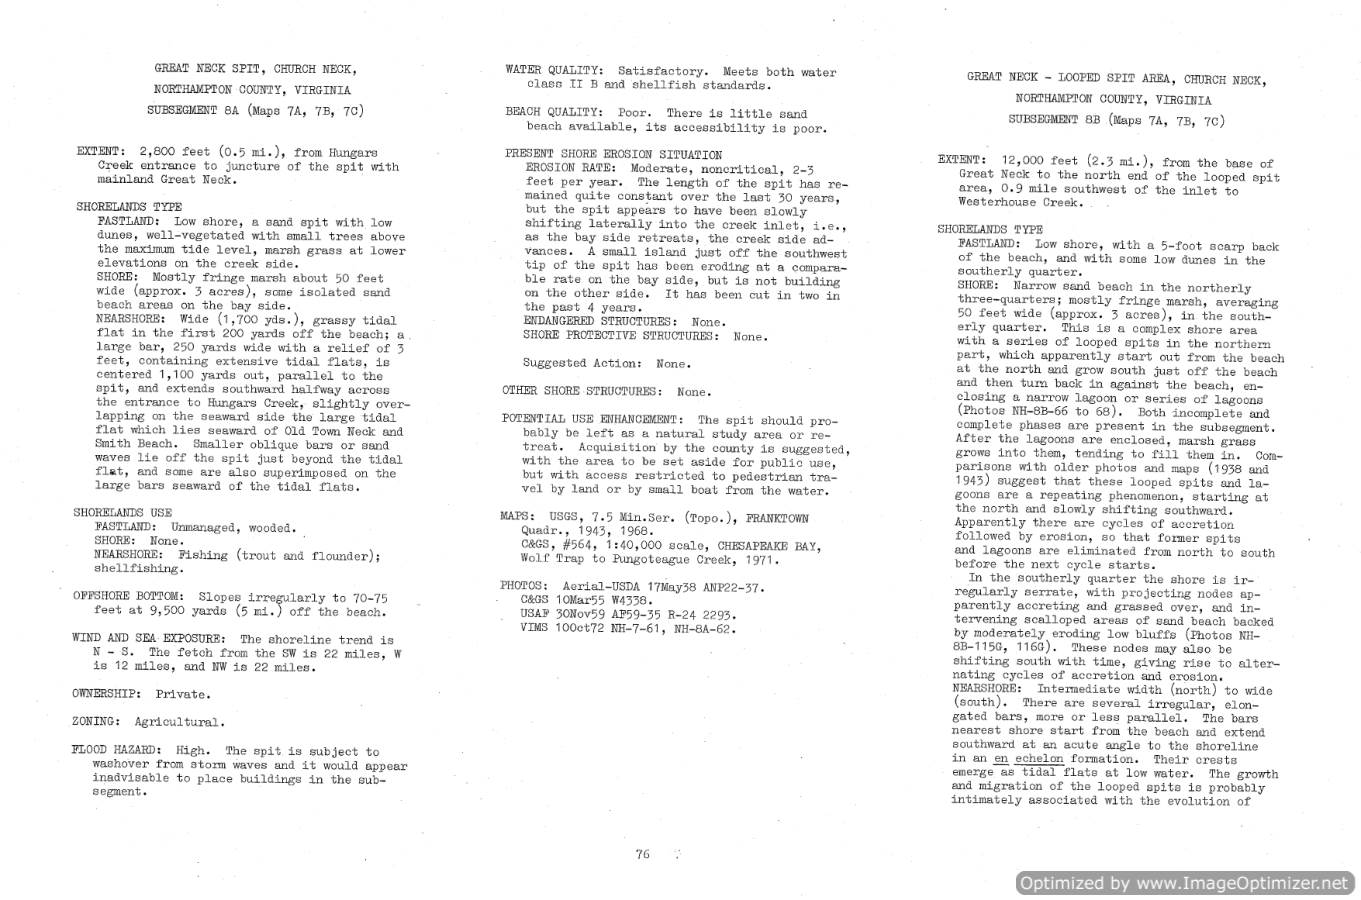 GREAT NECK SPIT, CHURCH NECK,
NORTHAMPTON COUNTY, VIRGINIA
SUBSEGMENT 8A (Maps 7A, 7B, 7C)
EXTENT: 2,800 feet (0.5 mi.), from Hungars
Creek entrance to juncture of the spit with
mainland Great Neck.
SHORELANDS TYPE
FASTLAND: Low shore, a sand spit with low
dunes, well-vegetated with small trees above
the maximum tide level, marsh grass at lower
elevations on the creek side.
SHORE: Mostly fringe marsh about 50 feet
wide (approx. 3 acres), some isolated sand
beach areas on the bay side.
NEARSHORE: Wide (1,700 yds.), grassy tidal
flat in the first 200 yards off the beach; a
large bar, 250 yards wide with a relief of 3
feet, containing extensive tidal flats, is
centered 1,100 yards out, parallel to the
spit, and extends southward halfway across
the entrance to Hungars Creek, slightly over-
lapping on the seaward side the large tidal
flat which lies seaward of Old Town Neck and
Smith Beach. Smaller oblique bars or sand
waves lie off the spit just beyond the tidal
flat, and some are also superimposed on the
large bars seaward of the tidal flats.
SHORELANDS USE
FASTLAND: Unmanaged, wooded.
SHORE: None.
NEARSHORE: Fishing (trout and flounder);
shellfishing.
OFFSHORE BOTTOM: Slopes irregularly to 70-75
feet at 9,500 yards (5 mi.) off the beach.
WIND AND SEA EXPOSURE: The shoreline trend is
N - S. The fetch from the SW is 22 miles, W
is 12 miles, and NW is 22 miles.
OWNERSHIP: Private.
ZONING: Agricultural.
FLOOD HAZARD: High. The spit is subject to
washover from storm waves and it would appear
inadvisable to place buildings in the sub-
segment.
WATER QUALITY: Satisfactory. Meets both water
class II B and shellfish standards.
BEACH QUALITY: Poor. There is little sand
beach available, its accessibility is poor.
PRESENT SHORE EROSION SITUATION
EROSION RATE: Moderate, noncritical, 2-3
feet per year. The length of the spit has re-
mained quite constant over the last 30 years,
but the spit appears to have been slowly
shifting laterally into the creek inlet, i.e.,
as the bay side retreats, the creek side ad-
vances. A small island just off the southwest
tip of the spit has been eroding at a compara-
ble rate on the bay side, but is not building
on the other side. It has been cut in two in
the past 4 years.
ENDANGERED STRUCTURES: None.
SHORE PROTECTIVE STRUCTURES: None.
Suggested Action: None.
OTHER SHORE STRUCTURES: None.
POTENTIAL USE ENHANCEMENT: The spit should pro-
bably be left as a natural study area or re-
treat. Acquisition by the county is suggested,
with the area to be set aside for public use,
but with access restricted to pedestrian tra-
vel by land or by small boat from the water.
MAPS: USGS, 7.5 Min.Ser. (Topo.), FRANKTOWN
Quadr., 1943, 1968.
C&GS, #564, 1:40,000 scale, CHESAPEAKE BAY,
Wolf Trap to Pungoteague Creek, 1971.
PHOTOS: Aerial-USDA 17May38 ANP22-37.
C&GS 10Mar55 W4338.
USAF 30Nov59 AF59-35 R-24 2293.
VIMS 10Oct72 NH-7-61, NH-8A-62.
GREAT NECK - LOOPED SPIT AREA, CHURCH NECK,
NORTHAMPTON COUNTY, VIRGINIA
SUBSEGMENT 8B (Maps 7A, 7B, 7C)
EXTENT: 12,000 feet (2.3 mi.), from the base of
Great Neck to the north end of the looped spit
area, 0.9 mile southwest of the inlet to
Westerhouse Creek.
SHORELANDS TYPE
FASTLAND: Low shore, with a 5-foot scarp back
of the beach, and with some low dunes in the
southerly quarter.
SHORE: Narrow sand beach in the northerly
three-quarters; mostly fringe marsh, averaging
50 feet wide (approx. 3 acres), in the south-
erly quarter. This is a complex shore area
with a series of looped spits in the northern
part, which apparently start out from the beach
at the north and grow south just off the beach
and then turn back in against the beach, en-
closing a narrow lagoon or series of lagoons
(Photos NH-8B-66 to 68). Both incomplete and
complete phases are present in the subsegment.
After the lagoons are enclosed, marsh grass
grows into them, tending to fill them in. Com-
parisons with older photos and maps (1938 and
1943) suggest that these looped spits and la-
goons are a repeating phenomenon, starting at
the north and slowly shifting southward.
Apparently there are cycles of accretion
followed by erosion, so that former spits
and lagoons are eliminated from north to south
before the next cycle starts.
In the southerly quarter the shore is ir-
regularly serrate, with projecting nodes ap-
parently accreting and grassed over, and in-
tervening scalloped areas of sand beach backed
by moderately eroding low bluffs (Photos NH-
8B-115G, 116G). These nodes may also be
shifting south with time, giving rise to alter-
nating cycles of accretion and erosion.
NEARSHORE: Intermediate width (north) to wide
(south). There are several irregular, elon-
gated bars, more or less parallel. The bars
nearest shore start from the beach and extend
southward at an acute angle to the shoreline
in an en echelon formation. Their crests
emerge as tidal flats at low water. The growth
and migration of the looped spits is probably
intimately associated with the evolution of
76
Optimized by www.ImageOptimizer.net